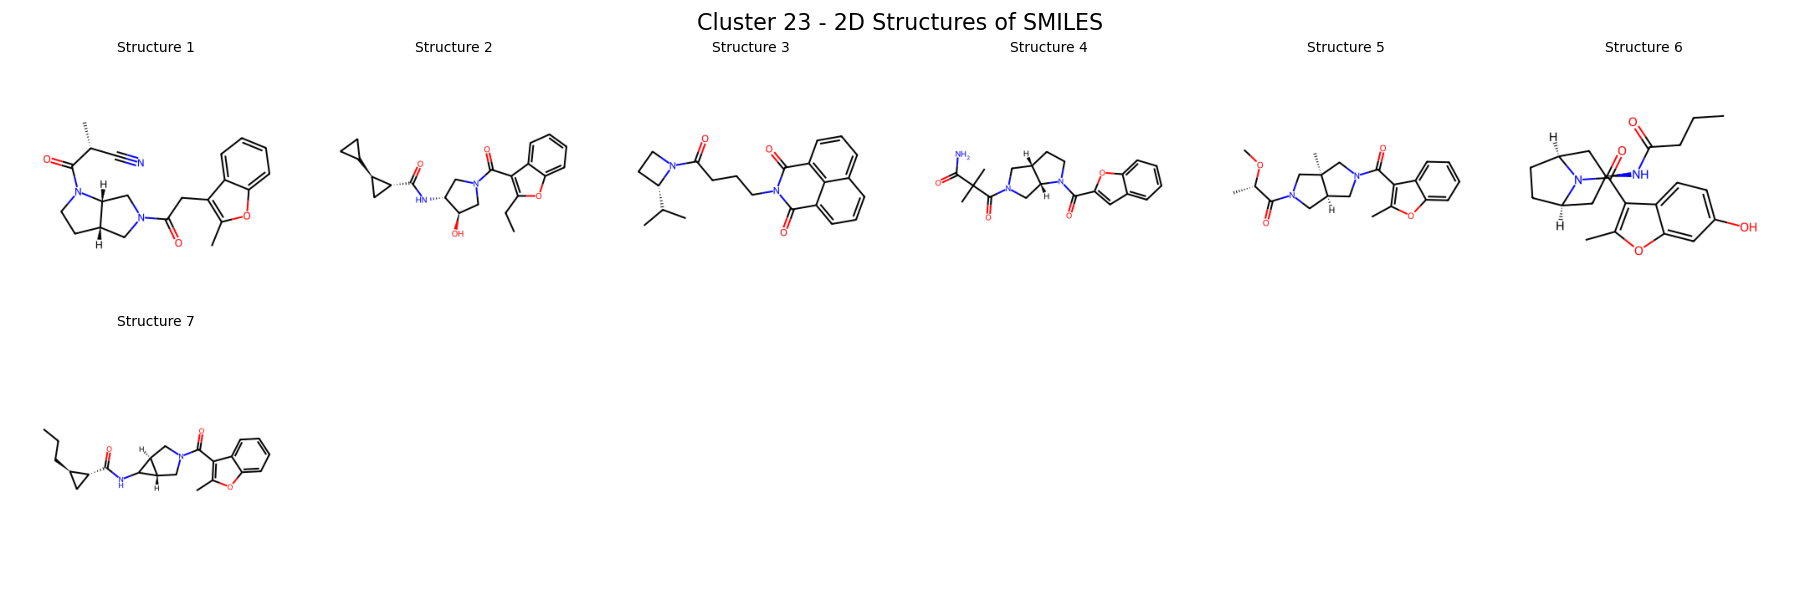 Cluster 23 - 2D Structures of SMILES
Structure 1
Structure 2
Structure 3
Structure 4
Structure 5
Structure 6
O
N
N
H
H
N
O
O
O
HN
OH
N
O
O
N
O
O
N
O
NH₂
O
O
N
H
H
N
O
O
O
O
N
H
N
O
O
H
H
N
O
O
NH
O
OH
Structure 7
O
N
H
H
H
N
O
O